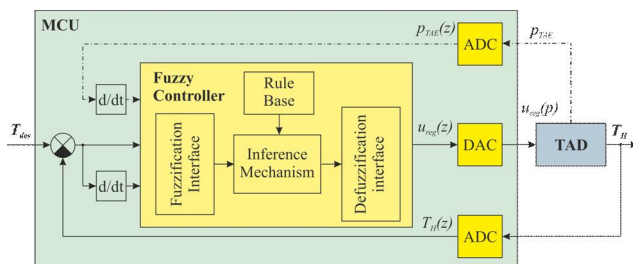 MCU
p_TAE(z)
ADC
p_TAE
d/dt
Fuzzy
Controller
Rule
Base
Fuzzification
Interface
Inference
Mechanism
Defuzzification
interface
u_reg(z)
DAC
u_reg(p)
TAD
T_H
T_des
d/dt
T_H(z)
ADC